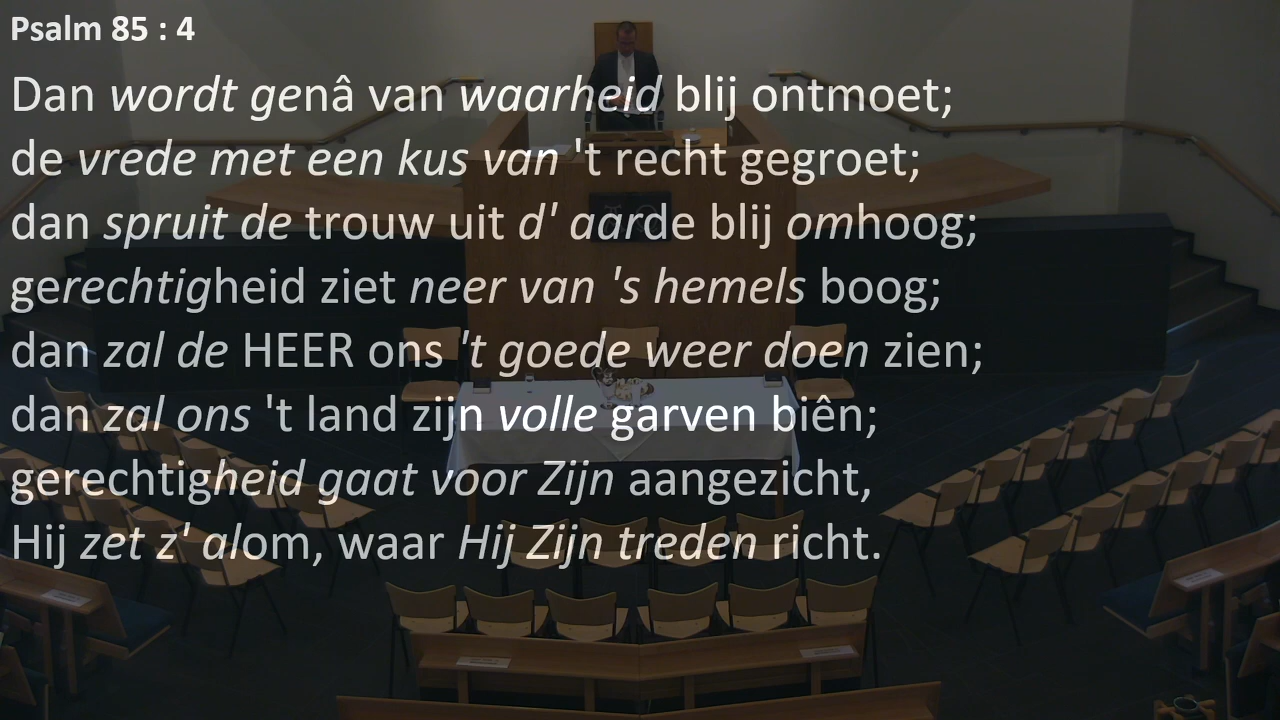 Psalm 85 : 4
Dan wordt genâ van waarheid blij ontmoet;
de vrede met een kus van 't recht gegroet;
dan spruit de trouw uit d' aarde blij omhoog;
gerechtigheid ziet neer van 's hemels boog;
dan zal de HEER ons 't goede weer doen zien;
dan zal ons 't land zijn volle garven biên;
gerechtigheid gaat voor Zijn aangezicht,
Hij zet z' alom, waar Hij Zijn treden richt.